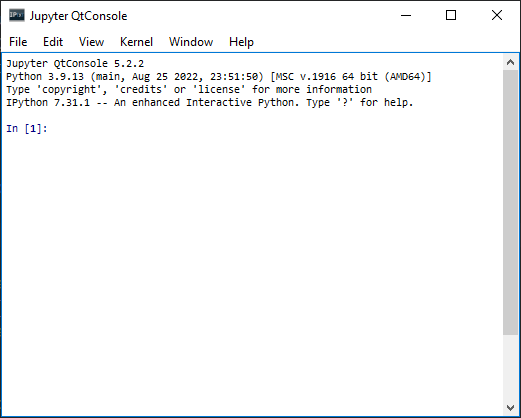 Jupyter QtConsole
File Edit View Kernel Window Help
Jupyter QtConsole 5.2.2
Python 3.9.13 (main, Aug 25 2022, 23:51:50) [MSC v.1916 64 bit (AMD64)]
Type 'copyright', 'credits' or 'license' for more information
IPython 7.31.1 -- An enhanced Interactive Python. Type '?' for help.
In [1]: